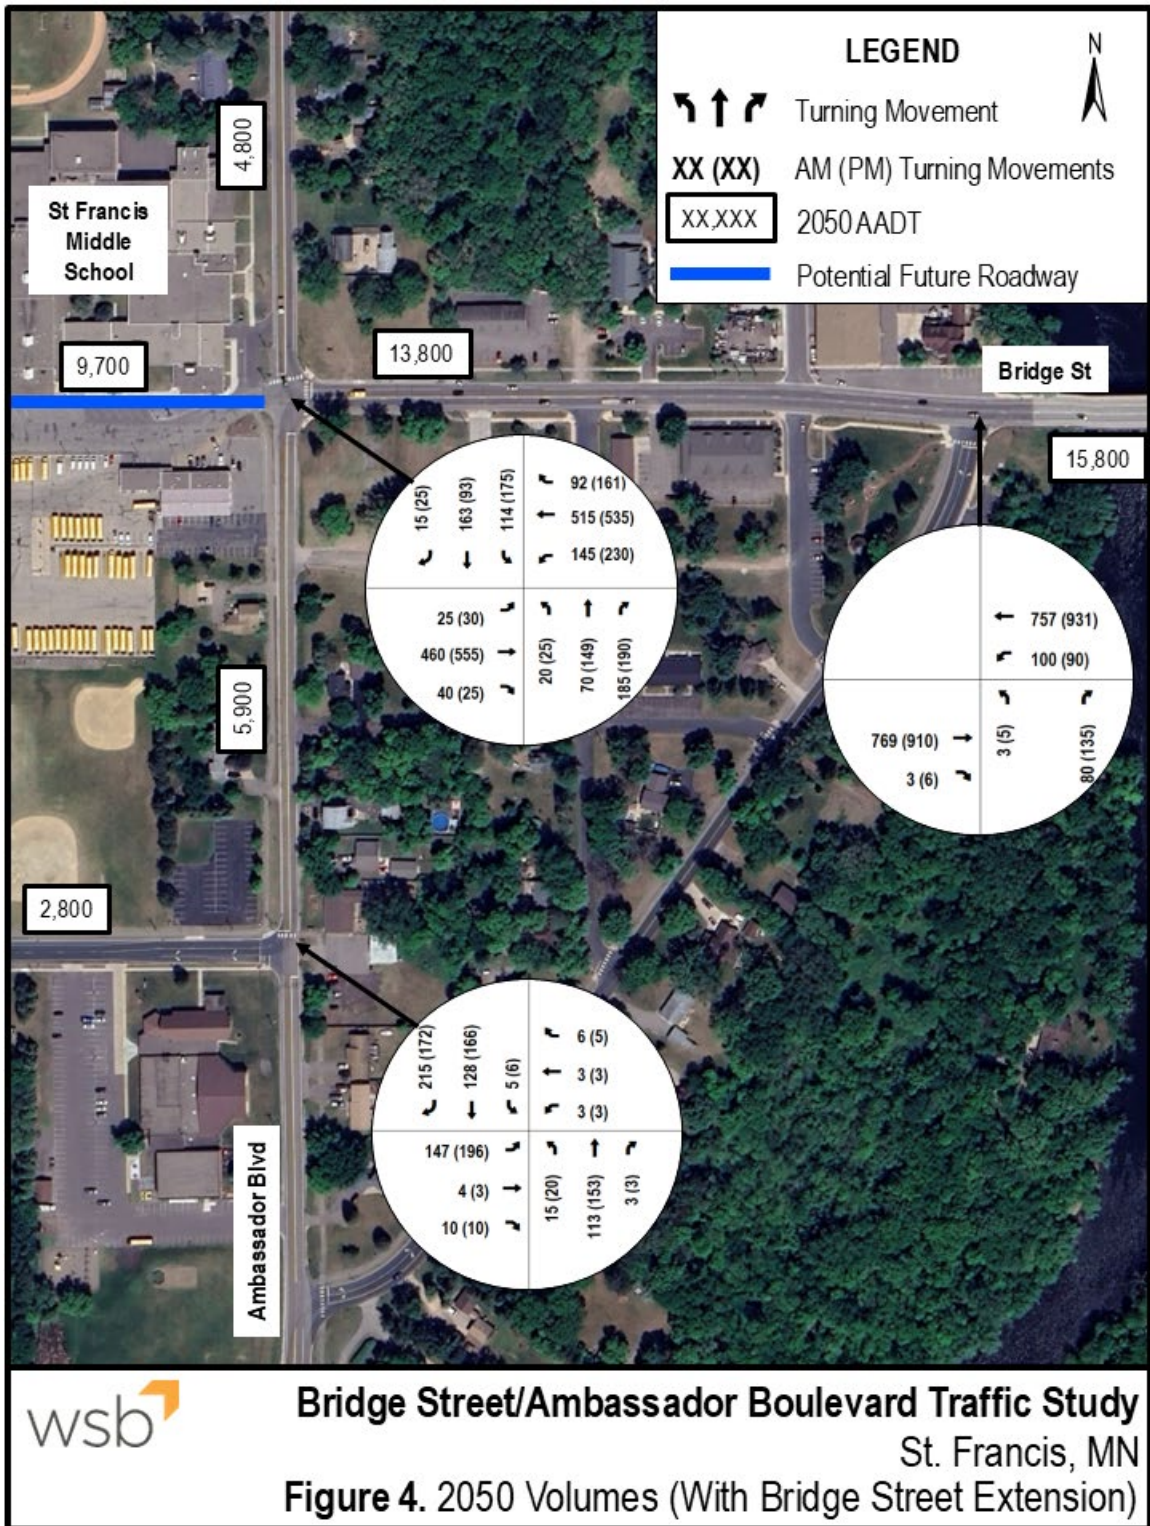 LEGEND
N
Turning Movement
XX (XX) AM (PM) Turning Movements
XX,XXX 2050 AADT
Potential Future Roadway
4,800
St Francis
Middle
School
9,700
13,800
Bridge St
15,800
15 (25)
163 (93)
114 (175)
92 (161)
515 (535)
145 (230)
25 (30)
460 (555)
40 (25)
20 (25)
70 (149)
185 (190)
757 (931)
100 (90)
769 (910)
3 (6)
3 (5)
80 (135)
5,900
2,800
215 (172)
128 (166)
5 (6)
6 (5)
3 (3)
3 (3)
147 (196)
4 (3)
10 (10)
15 (20)
113 (153)
3 (3)
Ambassador Blvd
wsb
Bridge Street/Ambassador Boulevard Traffic Study
St. Francis, MN
Figure 4. 2050 Volumes (With Bridge Street Extension)